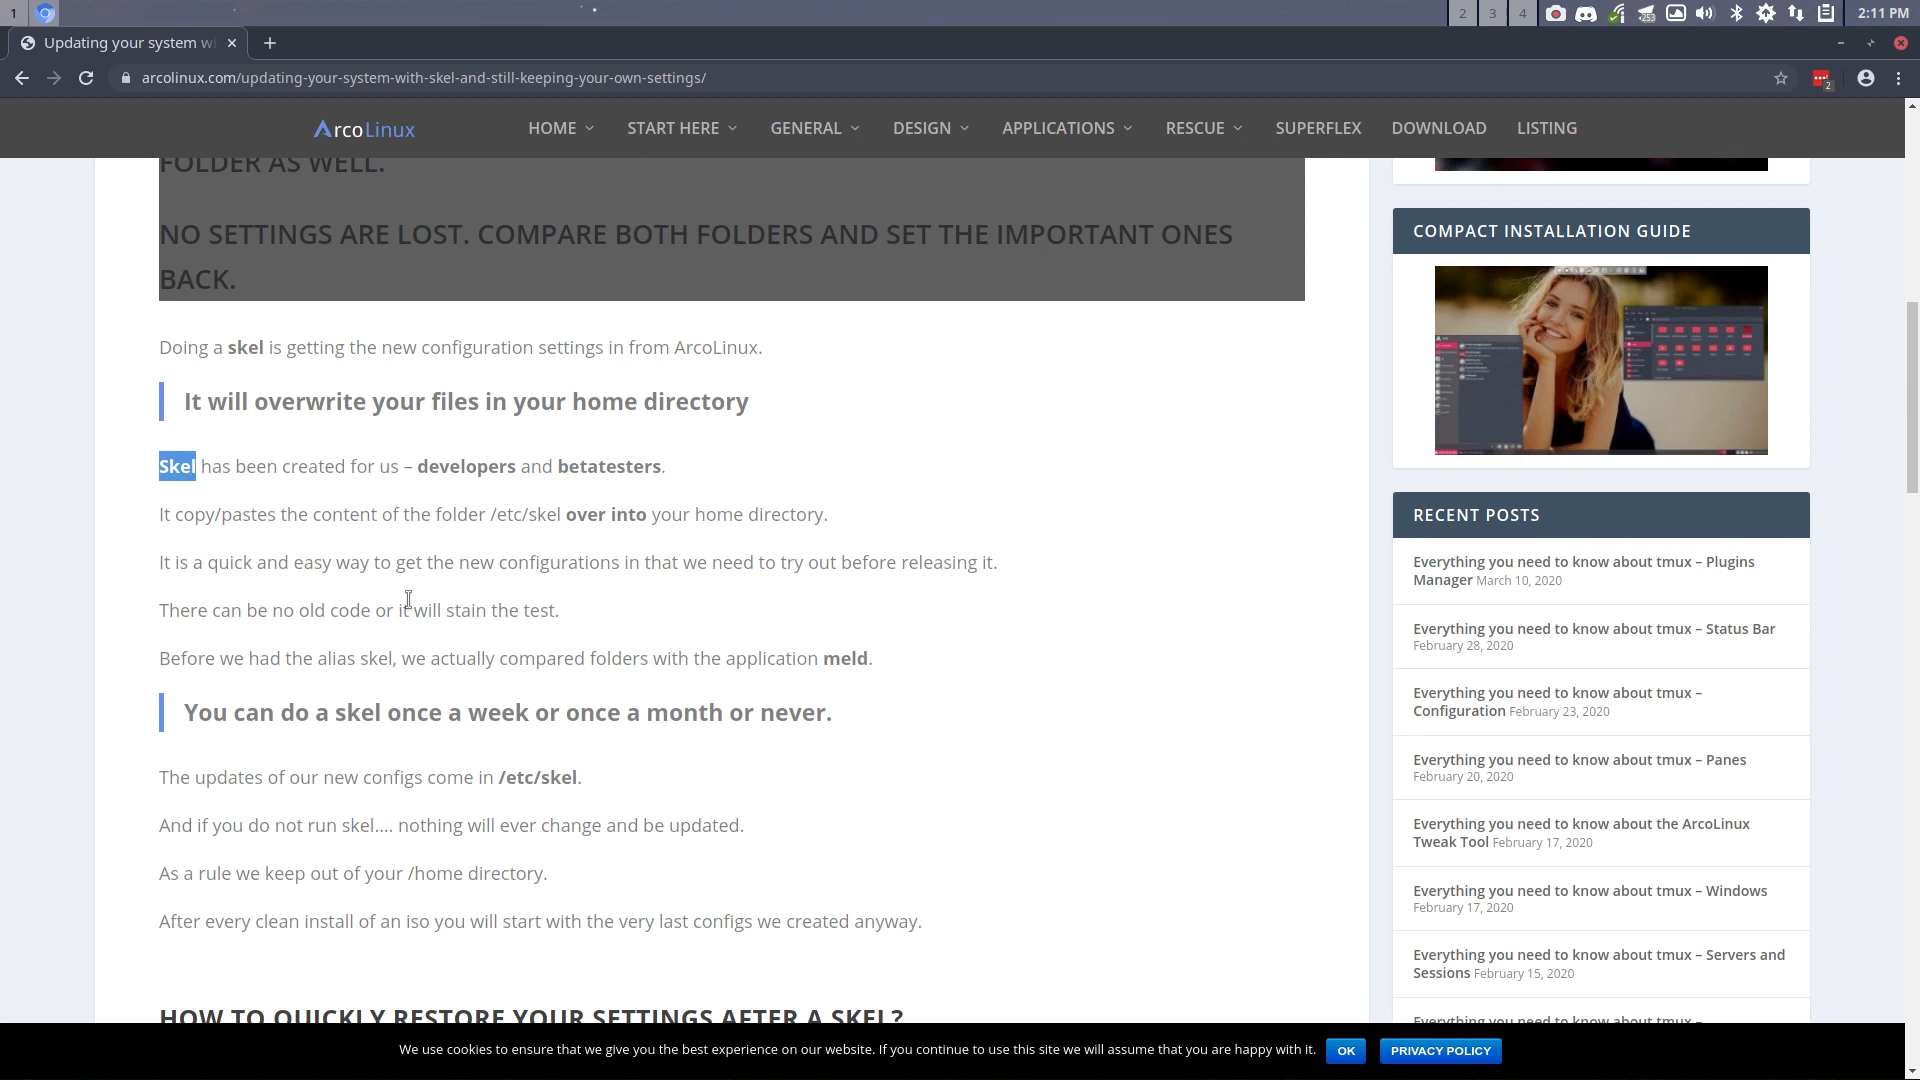 1
2
3
4
253
2:11 PM
Updating your system wi
arcolinux.com/updating-your-system-with-skel-and-still-keeping-your-own-settings/
2
ArcoLinux
HOME
START HERE
GENERAL
DESIGN
APPLICATIONS
RESCUE
SUPERFLEX
DOWNLOAD
LISTING
FOLDER AS WELL.
NO SETTINGS ARE LOST. COMPARE BOTH FOLDERS AND SET THE IMPORTANT ONES
BACK.
Doing a skel is getting the new configuration settings in from ArcoLinux.
It will overwrite your files in your home directory
Skel has been created for us – developers and betatesters.
It copy/pastes the content of the folder /etc/skel over into your home directory.
It is a quick and easy way to get the new configurations in that we need to try out before releasing it.
There can be no old code or it will stain the test.
Before we had the alias skel, we actually compared folders with the application meld.
You can do a skel once a week or once a month or never.
The updates of our new configs come in /etc/skel.
And if you do not run skel…. nothing will ever change and be updated.
As a rule we keep out of your /home directory.
After every clean install of an iso you will start with the very last configs we created anyway.
HOW TO QUICKLY RESTORE YOUR SETTINGS AFTER A SKEL?
COMPACT INSTALLATION GUIDE
RECENT POSTS
Everything you need to know about tmux – Plugins
Manager March 10, 2020
Everything you need to know about tmux – Status Bar
February 28, 2020
Everything you need to know about tmux –
Configuration February 23, 2020
Everything you need to know about tmux – Panes
February 20, 2020
Everything you need to know about the ArcoLinux
Tweak Tool February 17, 2020
Everything you need to know about tmux – Windows
February 17, 2020
Everything you need to know about tmux – Servers and
Sessions February 15, 2020
Everything you need to know about tmux –
We use cookies to ensure that we give you the best experience on our website. If you continue to use this site we will assume that you are happy with it.
OK
PRIVACY POLICY